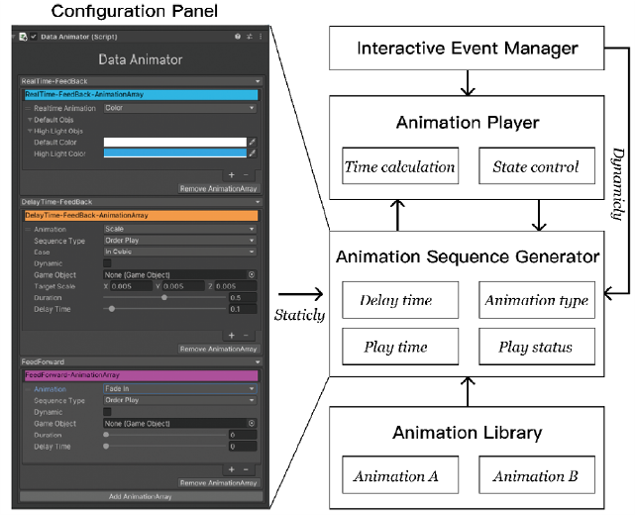 Configuration Panel
Data Animator (Script)
Data Animator
RealTime-FeedBack
RealTime-FeedBack-AnimationArray
Realtime Animation Color
Default Objs
HighLight Objs
Default Color
HighLight Color
+ −
Remove AnimationArray
DelayTime-FeedBack
DelayTime-FeedBack-AnimationArray
Animation Scale
Sequence Type Order Play
Ease In Cubic
Dynamic
Game Object None (Game Object)
Target Scale X 0.005 Y 0.005 Z 0.005
Duration 0.5
Delay Time 0.1
+ −
Remove AnimationArray
FeedForward
FeedForward-AnimationArray
Animation Fade In
Sequence Type Order Play
Dynamic
Game Object None (Game Object)
Duration 0
Delay Time 0
+ −
Remove AnimationArray
Add AnimationArray
Staticly
Interactive Event Manager
Animation Player
Time calculation State control
Dynamicly
Animation Sequence Generator
Delay time Animation type
Play time Play status
Animation Library
Animation A Animation B